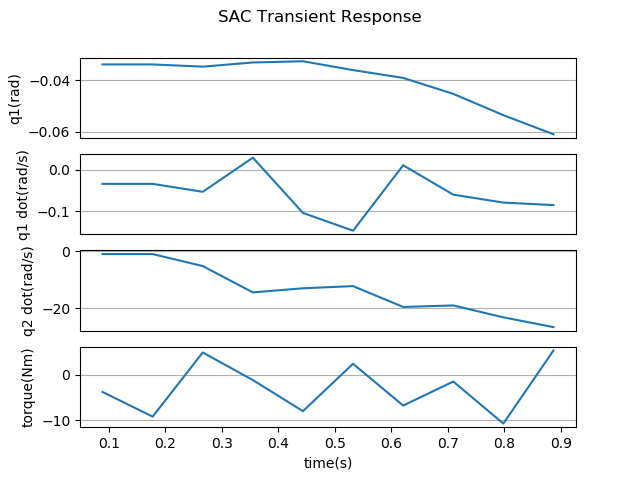 SAC Transient Response
q1(rad)
−0.04
−0.06
q1 dot(rad/s)
0.0
−0.1
q2 dot(rad/s)
0
−20
torque(Nm)
0
−10
0.1 0.2 0.3 0.4 0.5 0.6 0.7 0.8 0.9
time(s)